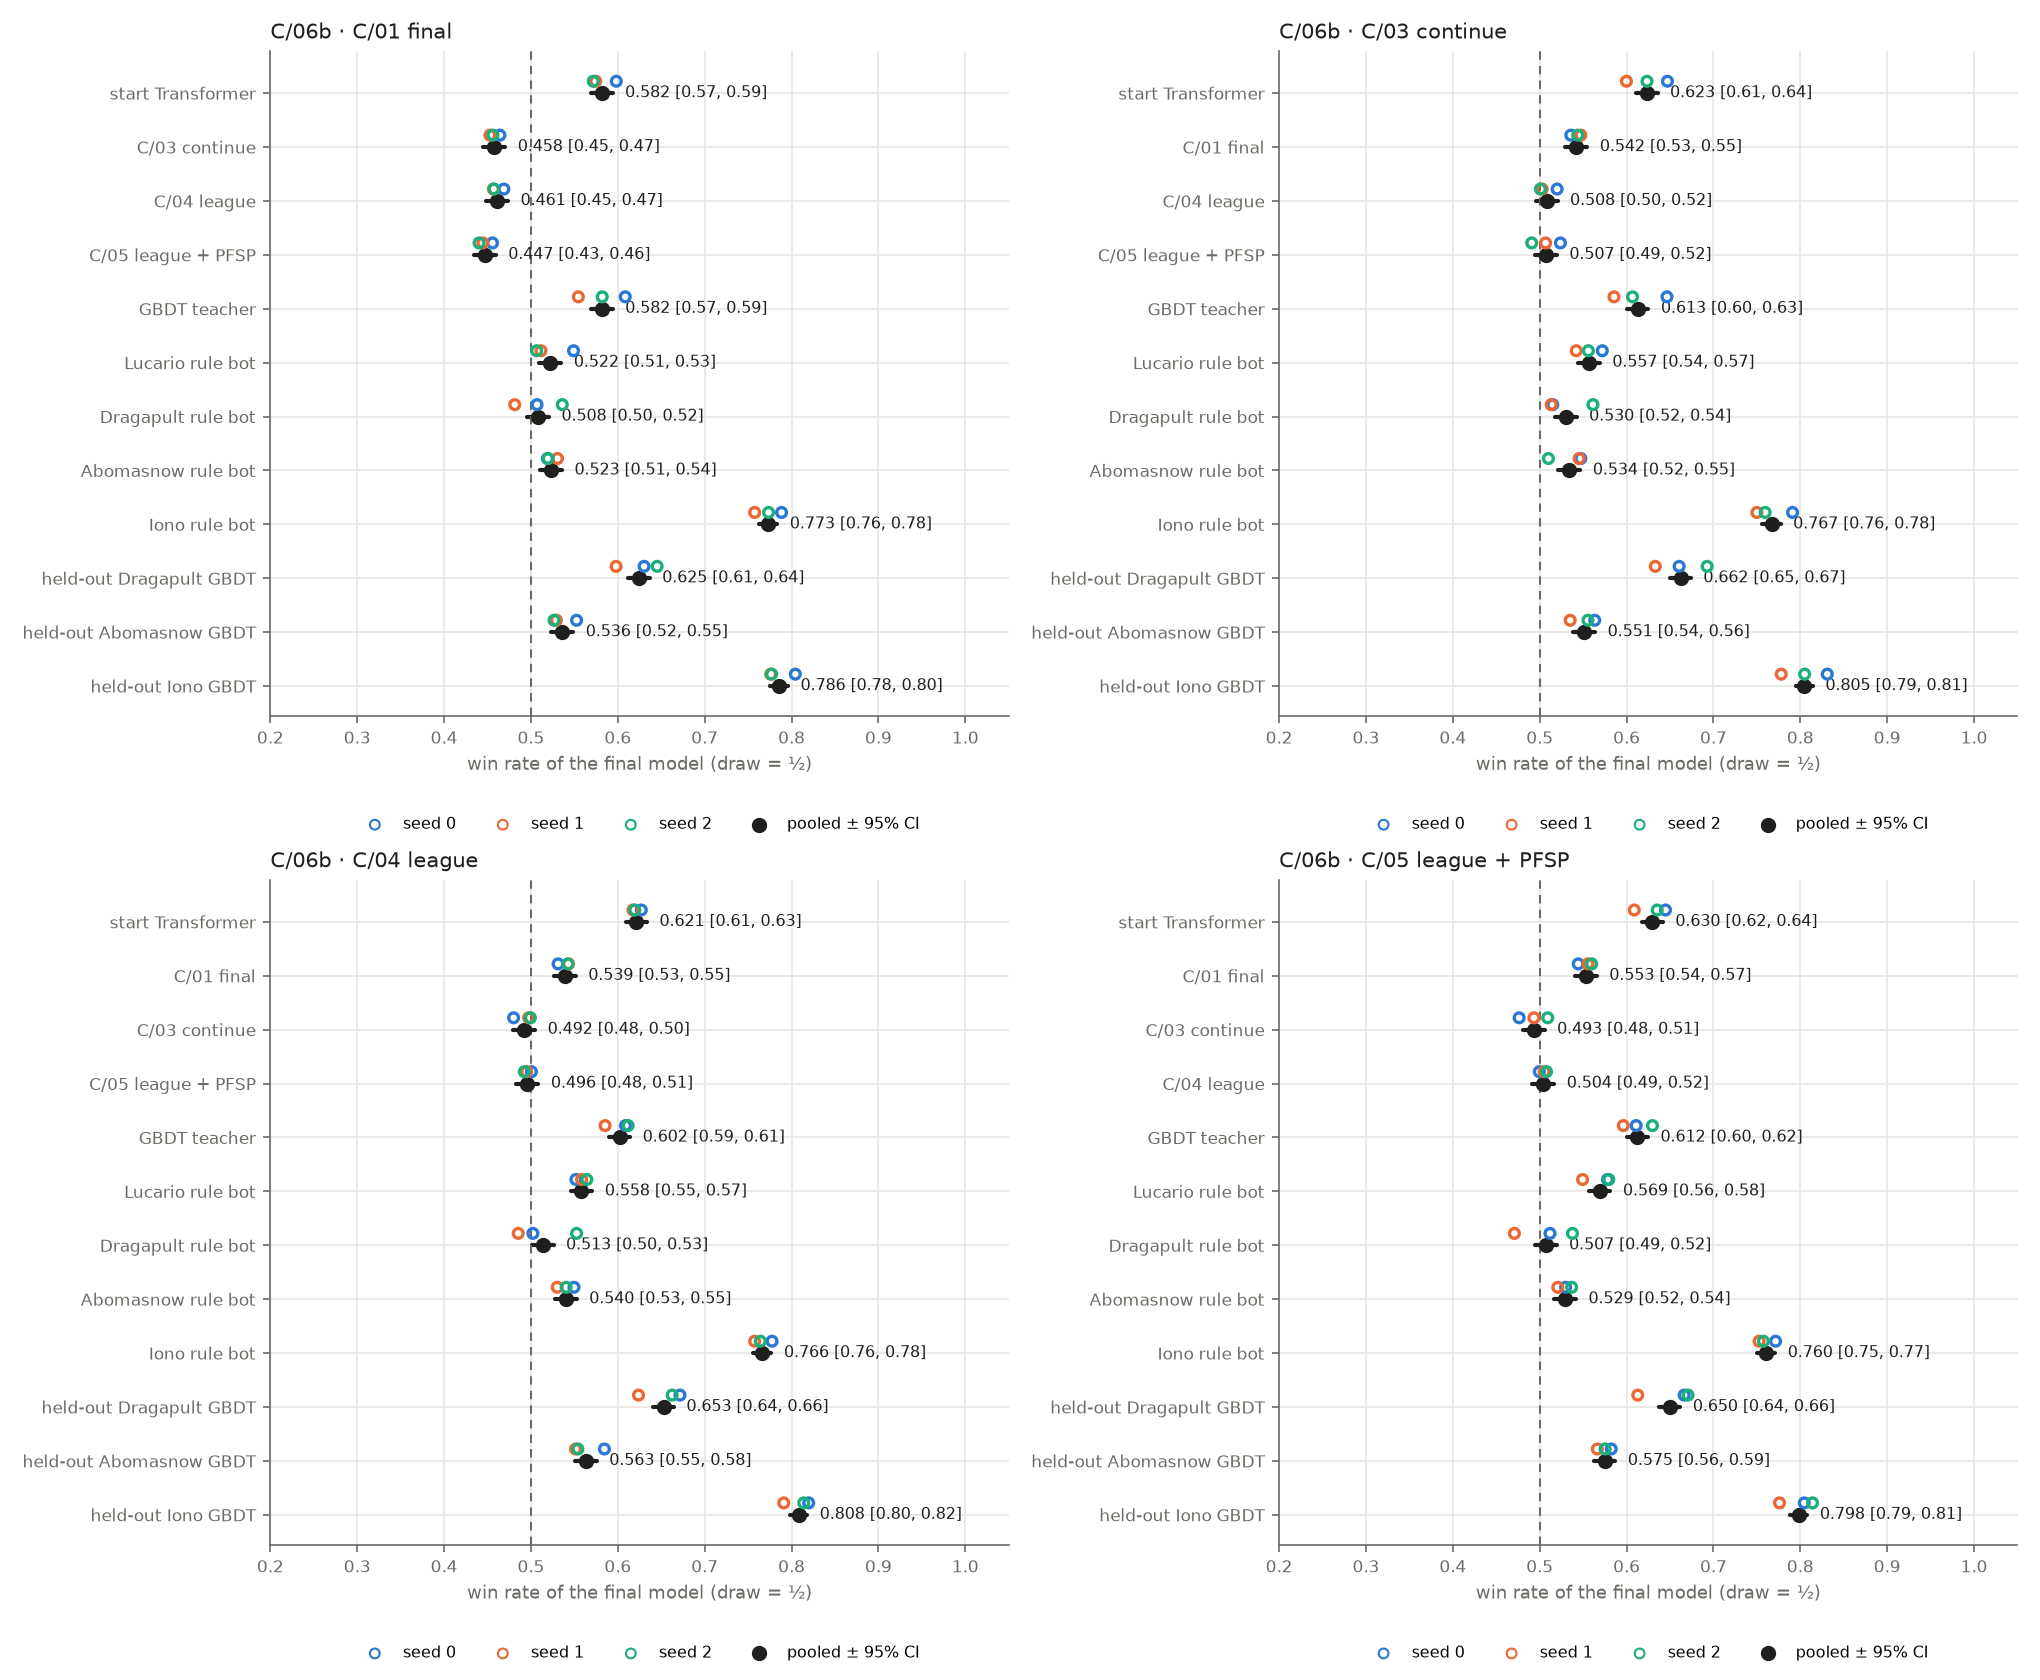 C/06b · C/01 final
start Transformer
0.582 [0.57, 0.59]
C/03 continue
0.458 [0.45, 0.47]
C/04 league
0.461 [0.45, 0.47]
C/05 league + PFSP
0.447 [0.43, 0.46]
GBDT teacher
0.582 [0.57, 0.59]
Lucario rule bot
0.522 [0.51, 0.53]
Dragapult rule bot
0.508 [0.50, 0.52]
Abomasnow rule bot
0.523 [0.51, 0.54]
Iono rule bot
0.773 [0.76, 0.78]
held-out Dragapult GBDT
0.625 [0.61, 0.64]
held-out Abomasnow GBDT
0.536 [0.52, 0.55]
held-out Iono GBDT
0.786 [0.78, 0.80]
0.2 0.3 0.4 0.5 0.6 0.7 0.8 0.9 1.0
win rate of the final model (draw = ½)
seed 0 seed 1 seed 2 pooled ± 95% CI
C/06b · C/03 continue
start Transformer
0.623 [0.61, 0.64]
C/01 final
0.542 [0.53, 0.55]
C/04 league
0.508 [0.50, 0.52]
C/05 league + PFSP
0.507 [0.49, 0.52]
GBDT teacher
0.613 [0.60, 0.63]
Lucario rule bot
0.557 [0.54, 0.57]
Dragapult rule bot
0.530 [0.52, 0.54]
Abomasnow rule bot
0.534 [0.52, 0.55]
Iono rule bot
0.767 [0.76, 0.78]
held-out Dragapult GBDT
0.662 [0.65, 0.67]
held-out Abomasnow GBDT
0.551 [0.54, 0.56]
held-out Iono GBDT
0.805 [0.79, 0.81]
0.2 0.3 0.4 0.5 0.6 0.7 0.8 0.9 1.0
win rate of the final model (draw = ½)
seed 0 seed 1 seed 2 pooled ± 95% CI
C/06b · C/04 league
start Transformer
0.621 [0.61, 0.63]
C/01 final
0.539 [0.53, 0.55]
C/03 continue
0.492 [0.48, 0.50]
C/05 league + PFSP
0.496 [0.48, 0.51]
GBDT teacher
0.602 [0.59, 0.61]
Lucario rule bot
0.558 [0.55, 0.57]
Dragapult rule bot
0.513 [0.50, 0.53]
Abomasnow rule bot
0.540 [0.53, 0.55]
Iono rule bot
0.766 [0.76, 0.78]
held-out Dragapult GBDT
0.653 [0.64, 0.66]
held-out Abomasnow GBDT
0.563 [0.55, 0.58]
held-out Iono GBDT
0.808 [0.80, 0.82]
0.2 0.3 0.4 0.5 0.6 0.7 0.8 0.9 1.0
win rate of the final model (draw = ½)
seed 0 seed 1 seed 2 pooled ± 95% CI
C/06b · C/05 league + PFSP
start Transformer
0.630 [0.62, 0.64]
C/01 final
0.553 [0.54, 0.57]
C/03 continue
0.493 [0.48, 0.51]
C/04 league
0.504 [0.49, 0.52]
GBDT teacher
0.612 [0.60, 0.62]
Lucario rule bot
0.569 [0.56, 0.58]
Dragapult rule bot
0.507 [0.49, 0.52]
Abomasnow rule bot
0.529 [0.52, 0.54]
Iono rule bot
0.760 [0.75, 0.77]
held-out Dragapult GBDT
0.650 [0.64, 0.66]
held-out Abomasnow GBDT
0.575 [0.56, 0.59]
held-out Iono GBDT
0.798 [0.79, 0.81]
0.2 0.3 0.4 0.5 0.6 0.7 0.8 0.9 1.0
win rate of the final model (draw = ½)
seed 0 seed 1 seed 2 pooled ± 95% CI